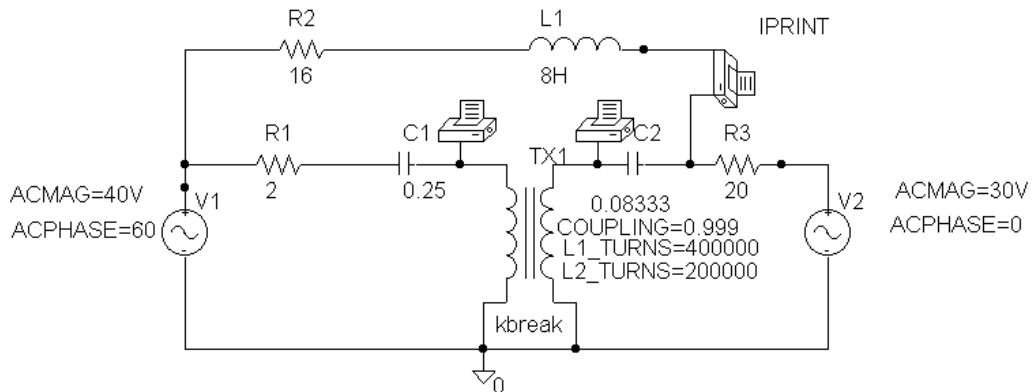 R2
L1
IPRINT
16
8H
R1
C1
C2
R3
TX1
2
0.25
20
ACMAG=40V
V1
ACPHASE=60
0.08333
COUPLING=0.999
L1_TURNS=400000
L2_TURNS=200000
V2
ACMAG=30V
ACPHASE=0
kbreak
0